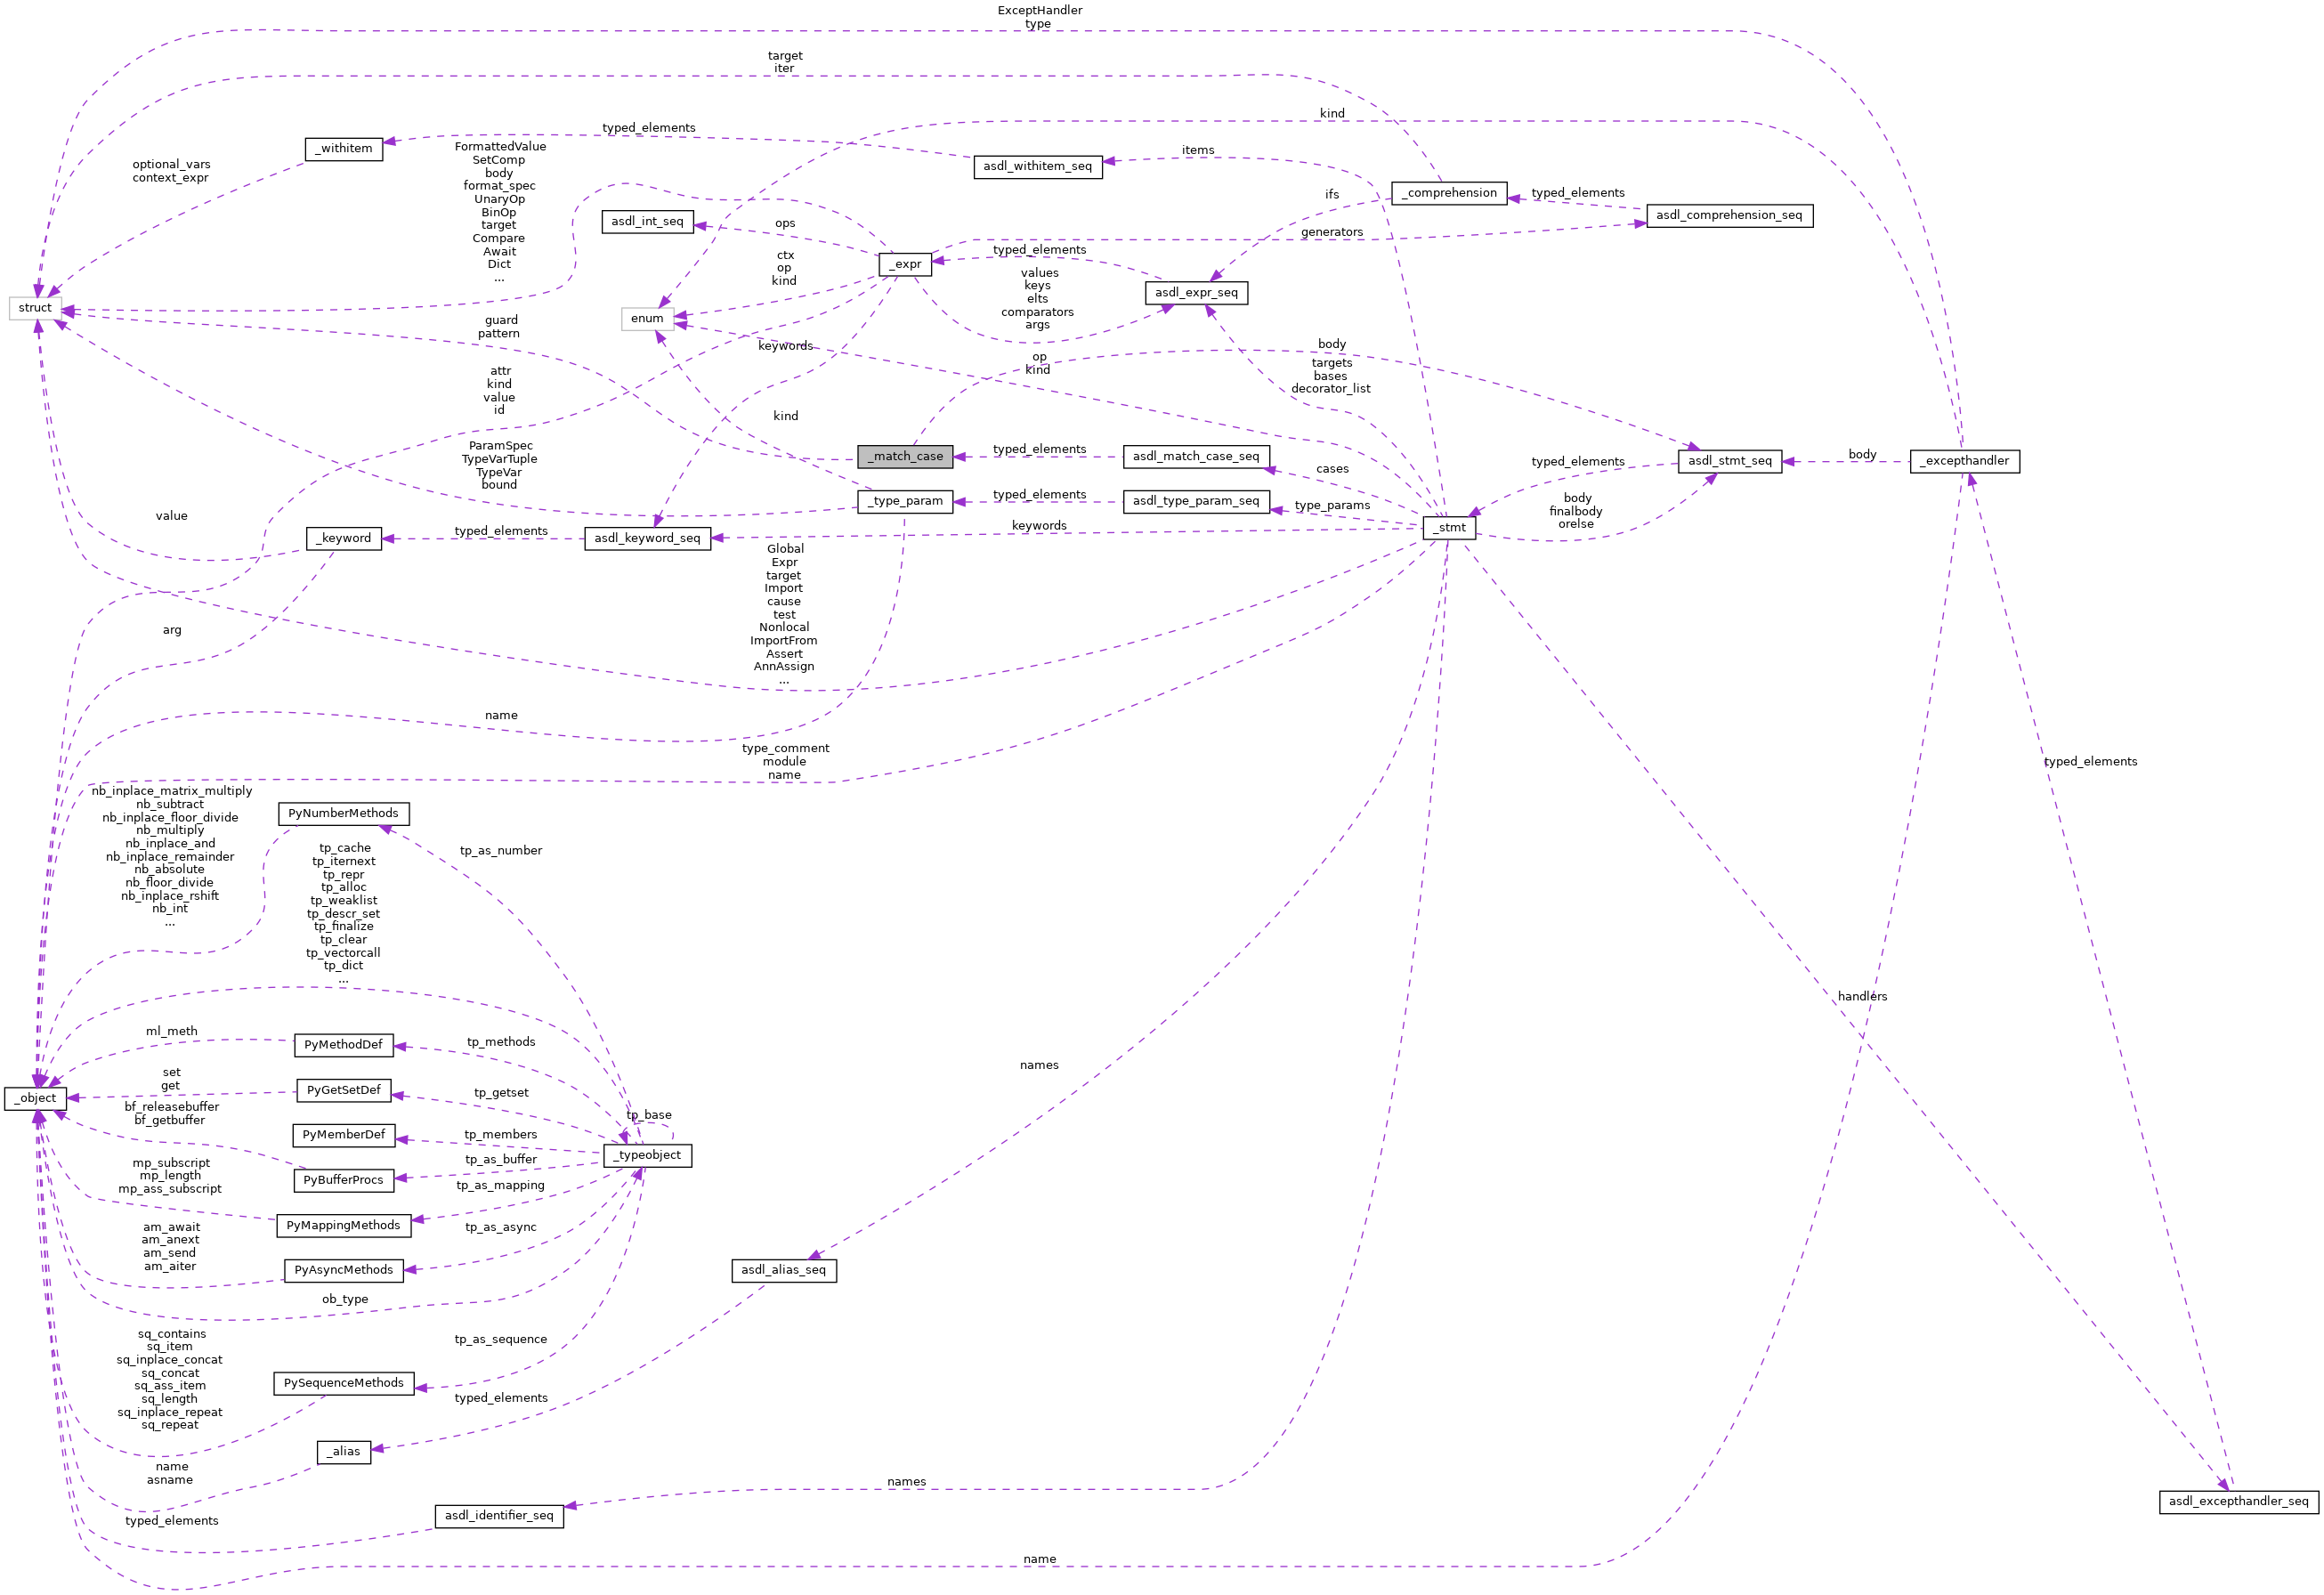 ExceptHandler
type
target
iter
kind
_withitem
typed_elements
optional_vars
context_expr
FormattedValue
SetComp
body
format_spec
UnaryOp
BinOp
target
Compare
Await
Dict
...
asdl_withitem_seq
items
_comprehension
typed_elements
asdl_comprehension_seq
ifs
generators
asdl_int_seq
ops
_expr
typed_elements
ctx
op
kind
values
keys
elts
comparators
args
asdl_expr_seq
struct
enum
guard
pattern
keywords
op
kind
body
targets
bases
decorator_list
attr
kind
value
id
kind
ParamSpec
TypeVarTuple
TypeVar
bound
_match_case
typed_elements
asdl_match_case_seq
cases
typed_elements
asdl_stmt_seq
body
_excepthandler
_type_param
typed_elements
asdl_type_param_seq
type_params
body
finalbody
orelse
value
_keyword
typed_elements
asdl_keyword_seq
keywords
_stmt
Global
Expr
target
Import
cause
test
Nonlocal
ImportFrom
Assert
AnnAssign
...
arg
name
type_comment
module
name
typed_elements
nb_inplace_matrix_multiply
nb_subtract
nb_inplace_floor_divide
nb_multiply
nb_inplace_and
nb_inplace_remainder
nb_absolute
nb_floor_divide
nb_inplace_rshift
nb_int
...
PyNumberMethods
tp_as_number
tp_cache
tp_iternext
tp_repr
tp_alloc
tp_weaklist
tp_descr_set
tp_finalize
tp_clear
tp_vectorcall
tp_dict
...
handlers
ml_meth
PyMethodDef
tp_methods
names
set
get
PyGetSetDef
tp_getset
_object
bf_releasebuffer
bf_getbuffer
PyMemberDef
tp_members
tp_base
_typeobject
PyBufferProcs
tp_as_buffer
mp_subscript
mp_length
mp_ass_subscript
tp_as_mapping
PyMappingMethods
am_await
am_anext
am_send
am_aiter
tp_as_async
PyAsyncMethods
asdl_alias_seq
ob_type
sq_contains
sq_item
sq_inplace_concat
sq_concat
sq_ass_item
sq_length
sq_inplace_repeat
sq_repeat
tp_as_sequence
PySequenceMethods
typed_elements
_alias
name
asname
names
asdl_identifier_seq
asdl_excepthandler_seq
typed_elements
name